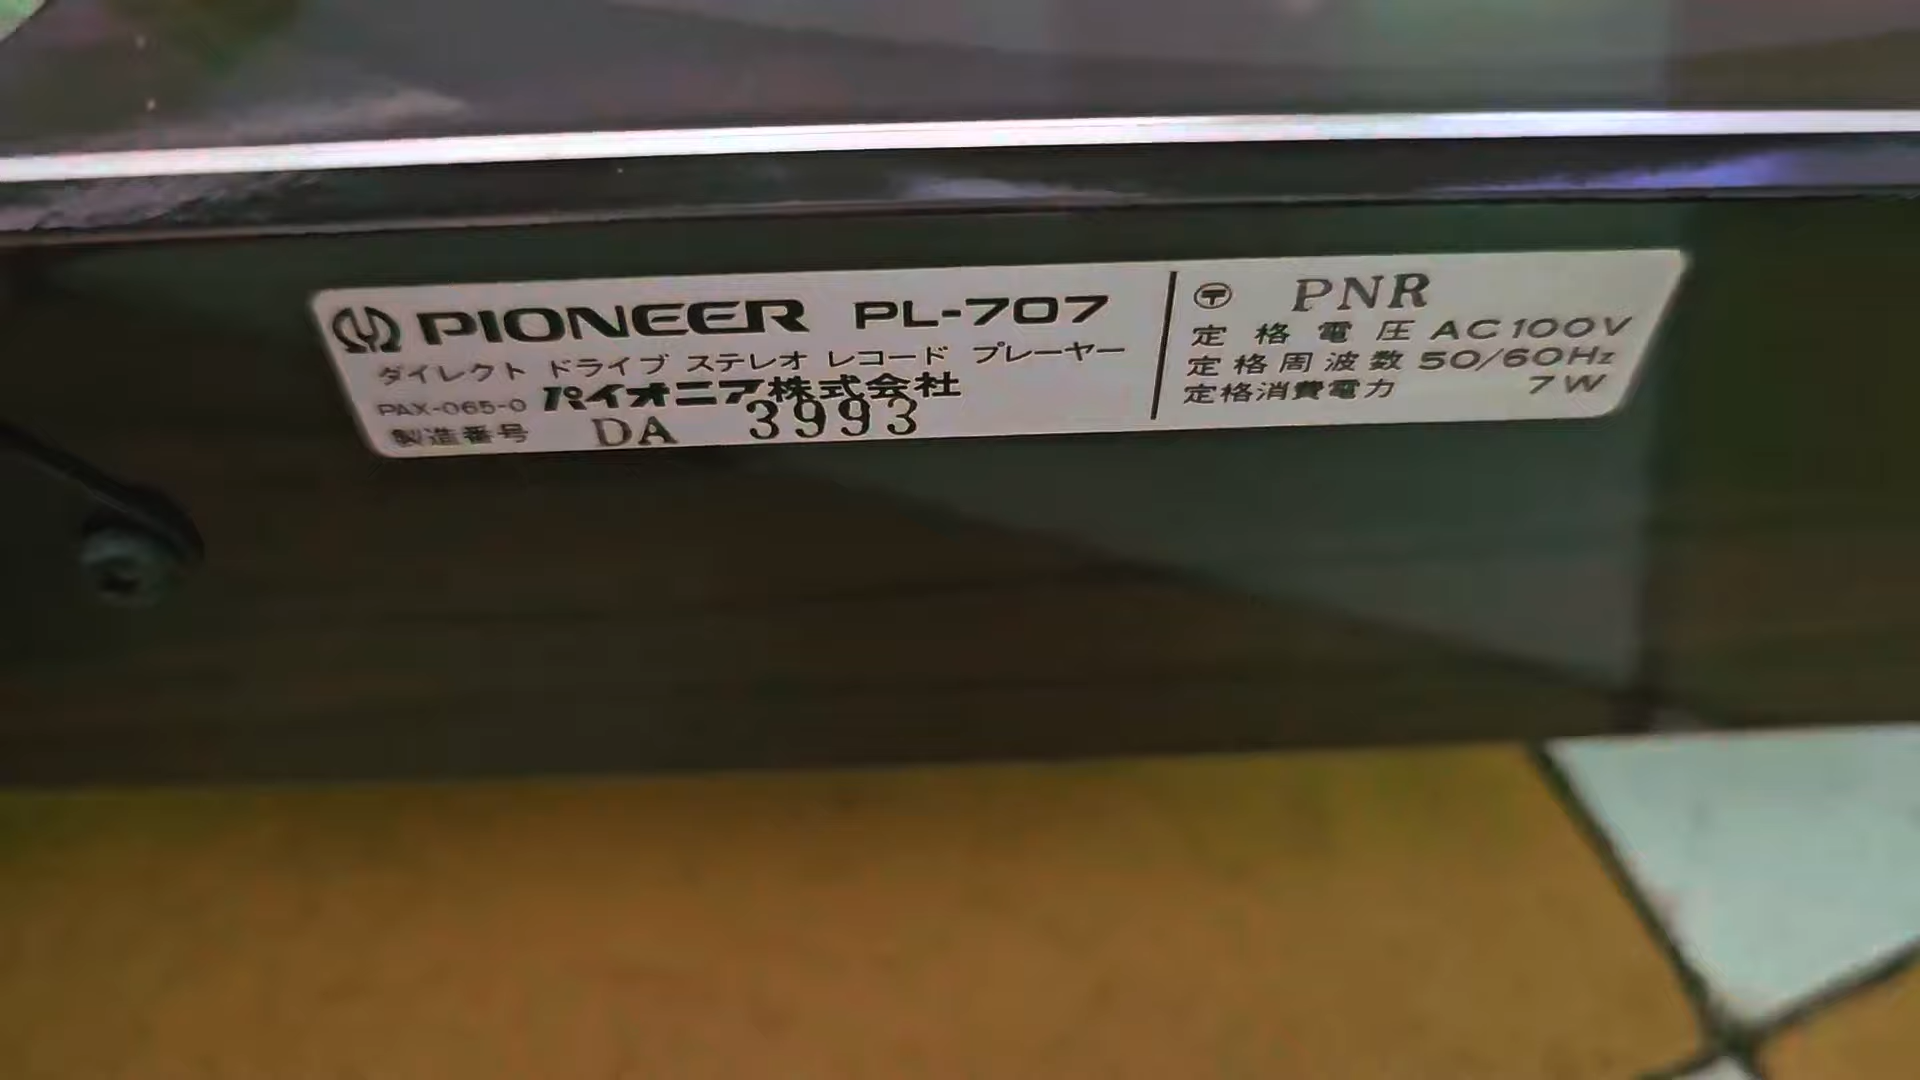 PIONEER PL-707
ダイレクト ドライブ ステレオ レコード プレーヤー
PAX-065-0 パイオニア株式会社
製造番号 DA 3993
〶 PNR
定格電圧 AC100V
定格周波数 50/60Hz
定格消費電力 7W